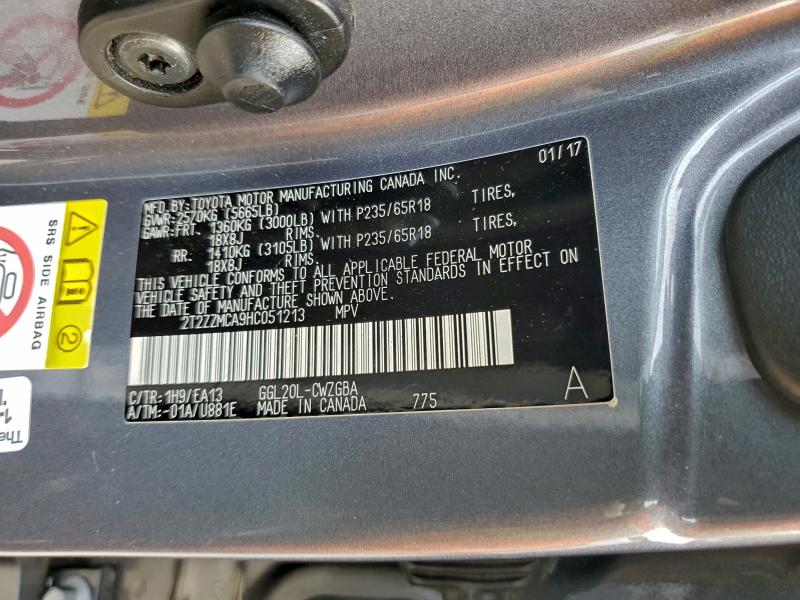 MFD.BY:TOYOTA MOTOR MANUFACTURING CANADA INC. 01/17
GVWR:2570KG (5665LB)
GAWR:FRT 1360KG (3000LB) WITH P235/65R18 TIRES,
18X8J RIMS.
RR. 1410KG (3105LB) WITH P235/65R18 TIRES,
18X8J RIMS.
THIS VEHICLE CONFORMS TO ALL APPLICABLE FEDERAL MOTOR
VEHICLE SAFETY AND THEFT PREVENTION STANDARDS IN EFFECT ON
THE DATE OF MANUFACTURE SHOWN ABOVE.
2T2ZZMCA9HC051213 MPV
C/TR:1H9/EA13 GGL20L-CWZGBA
A/TM:-01A/U881E MADE IN CANADA 775 A
SRS SIDE AIRBAG
2
The